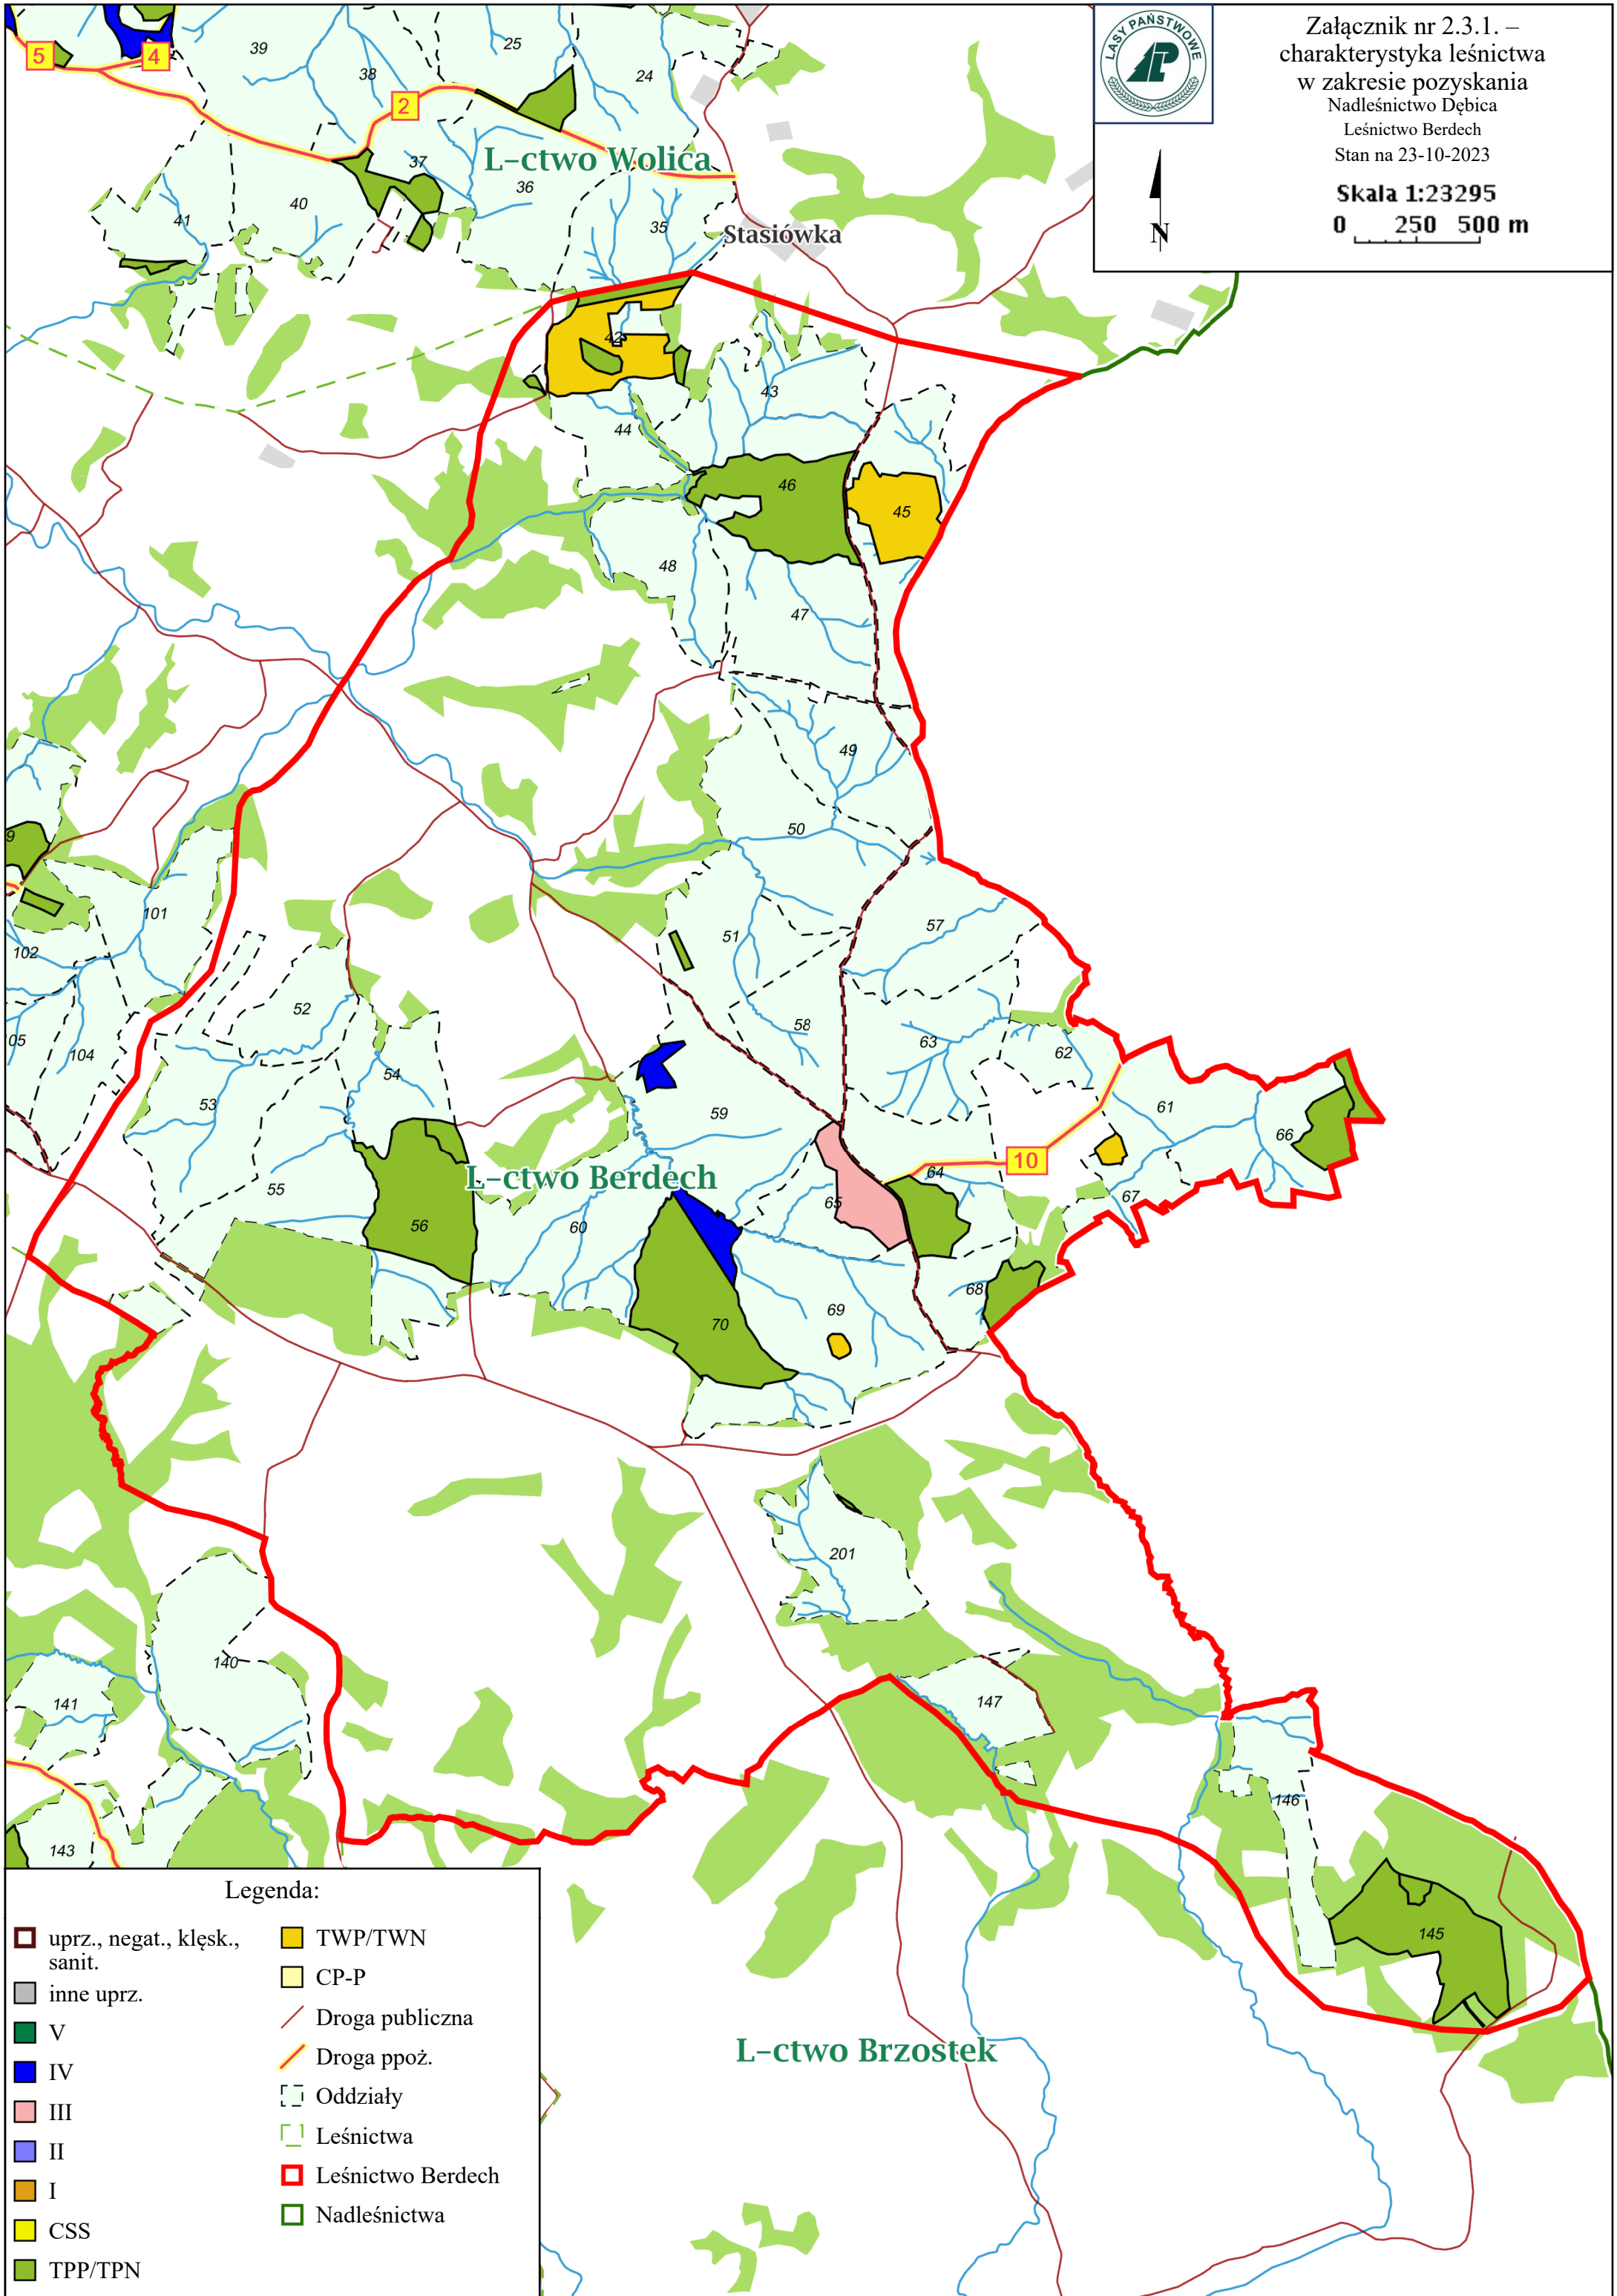 LASY PAŃSTWOWE
Załącznik nr 2.3.1. –
charakterystyka leśnictwa
w zakresie pozyskania
Nadleśnictwo Dębica
Leśnictwo Berdech
Stan na 23-10-2023
Skala 1:23295
0 250 500 m
N
5
4
39
38
25
24
2
37
L-ctwo Wolica
36
40
41
35
Stasiówka
42
43
44
46
45
48
47
49
50
9
101
51
57
102
52
58
63
62
05
104
54
53
59
61
66
10
L-ctwo Berdech
64
55
65
67
56
60
68
69
70
201
140
141
147
146
143
145
L-ctwo Brzostek
Legenda:
uprz., negat., klęsk.,
sanit.
inne uprz.
V
IV
III
II
I
CSS
TPP/TPN
TWP/TWN
CP-P
Droga publiczna
Droga ppoż.
Oddziały
Leśnictwa
Leśnictwo Berdech
Nadleśnictwa